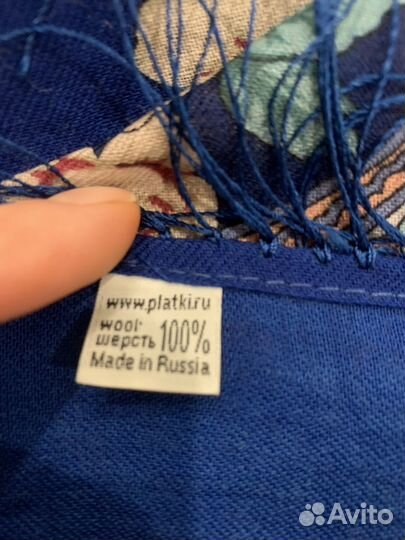 www.platki.ru
wool
шерсть 100%
Made in Russia
Avito